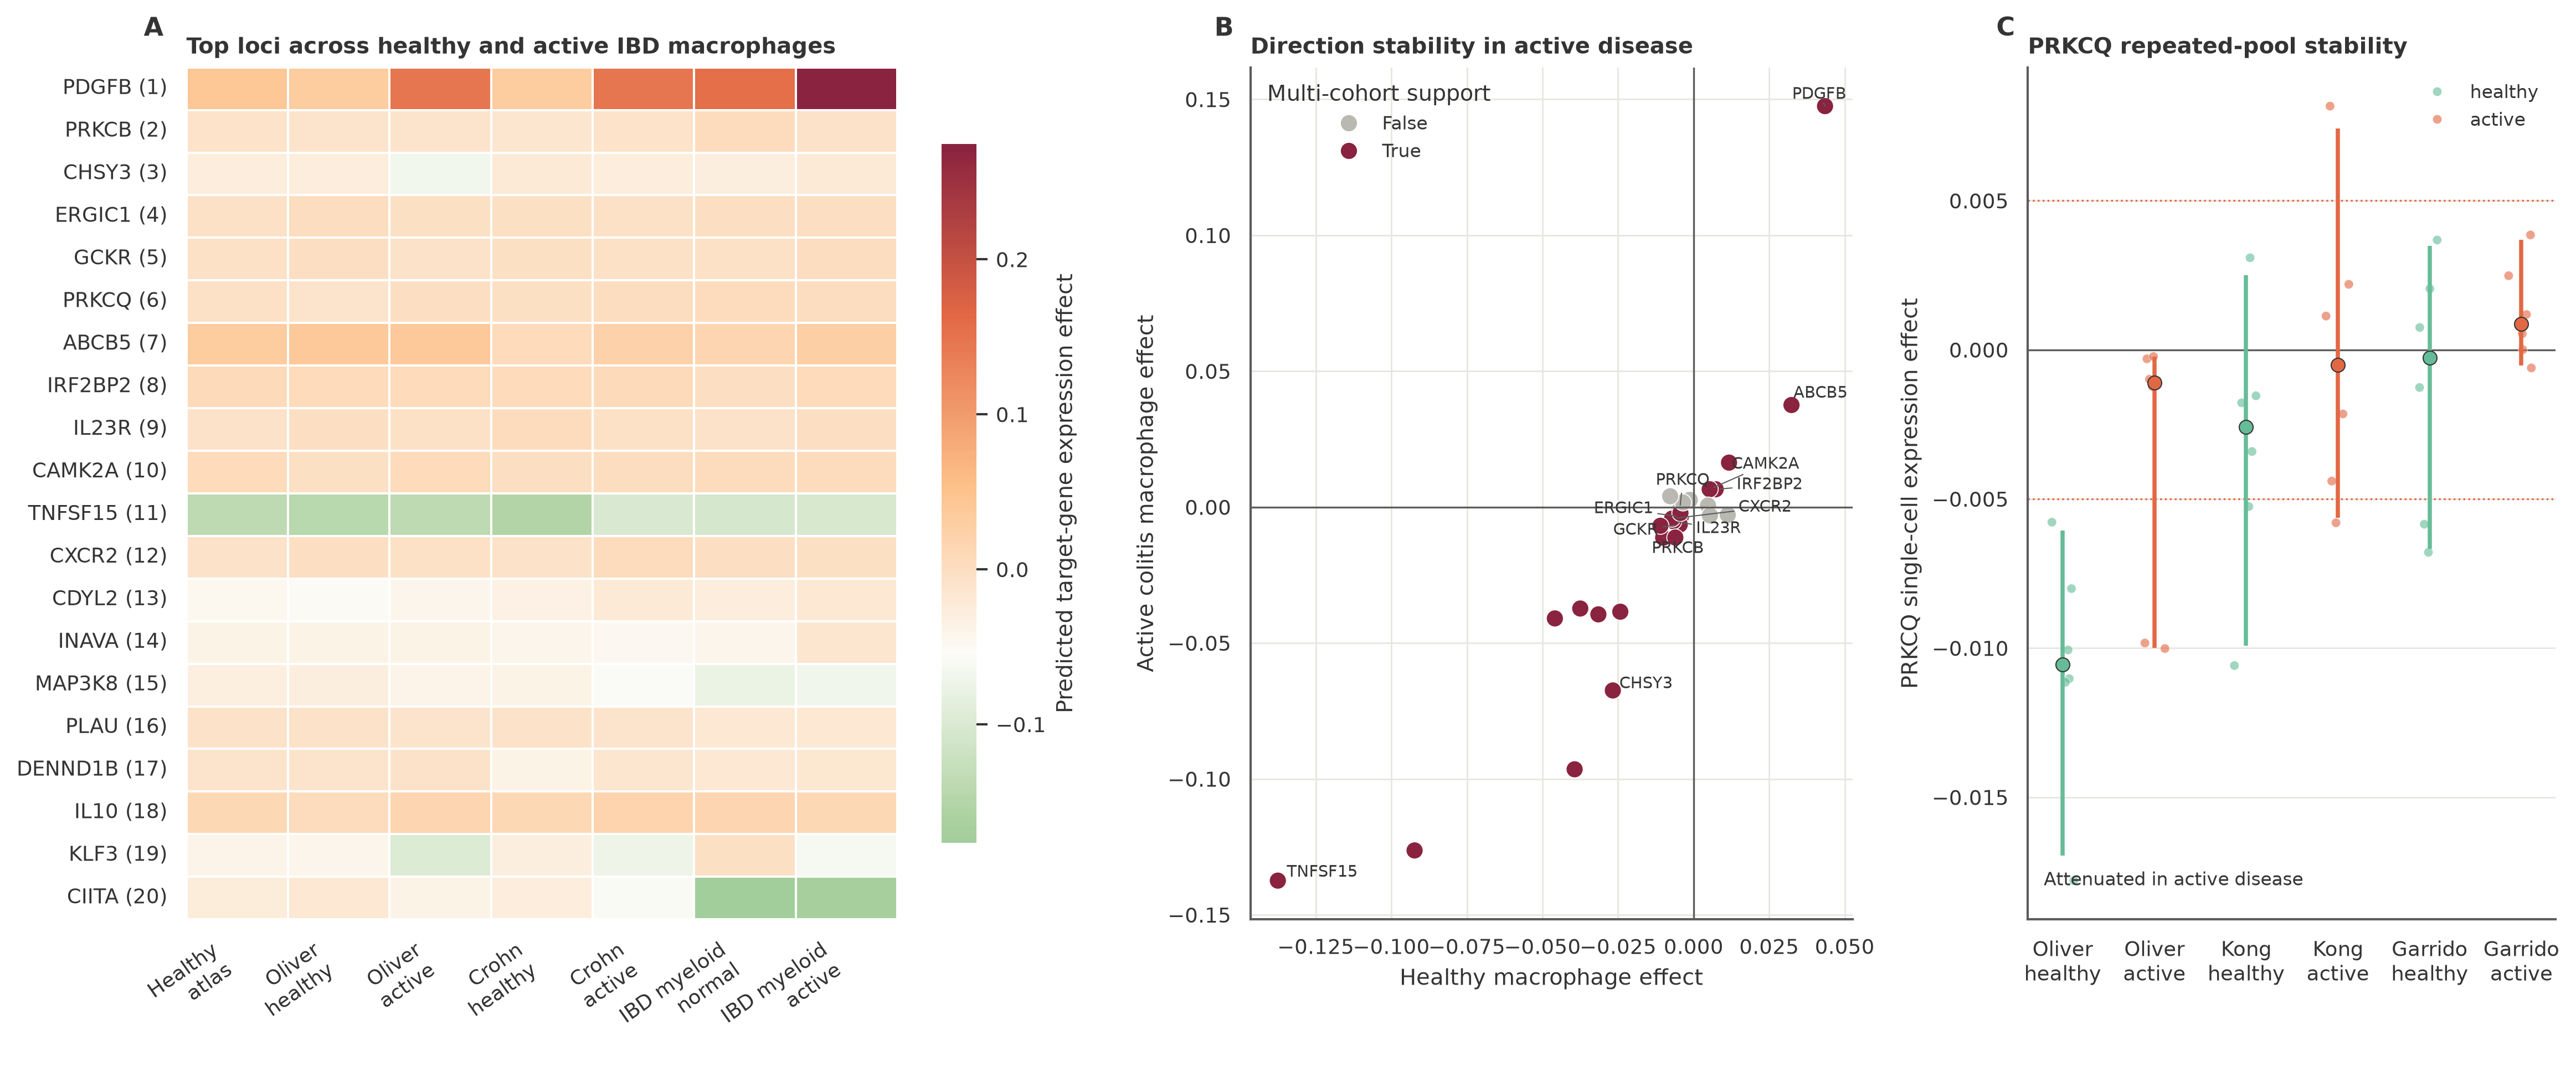 A
Top loci across healthy and active IBD macrophages
PDGFB (1)
PRKCB (2)
CHSY3 (3)
ERGIC1 (4)
GCKR (5)
PRKCQ (6)
ABCB5 (7)
IRF2BP2 (8)
IL23R (9)
CAMK2A (10)
TNFSF15 (11)
CXCR2 (12)
CDYL2 (13)
INAVA (14)
MAP3K8 (15)
PLAU (16)
DENND1B (17)
IL10 (18)
KLF3 (19)
CIITA (20)
Healthy
atlas
Oliver
healthy
Oliver
active
Crohn
healthy
Crohn
active
IBD myeloid
normal
IBD myeloid
active
0.2
0.1
0.0
−0.1
Predicted target-gene expression effect
B
Direction stability in active disease
Multi-cohort support
False
True
Active colitis macrophage effect
0.15
0.10
0.05
0.00
−0.05
−0.10
−0.15
PDGFB
ABCB5
CAMK2A
PRKCQ
IRF2BP2
ERGIC1
CXCR2
GCKR
IL23R
PRKCB
CHSY3
TNFSF15
−0.125
−0.100
−0.075
−0.050
−0.025
0.000
0.025
0.050
Healthy macrophage effect
C
PRKCQ repeated-pool stability
healthy
active
PRKCQ single-cell expression effect
0.005
0.000
−0.005
−0.010
−0.015
Attenuated in active disease
Oliver
healthy
Oliver
active
Kong
healthy
Kong
active
Garrido
healthy
Garrido
active